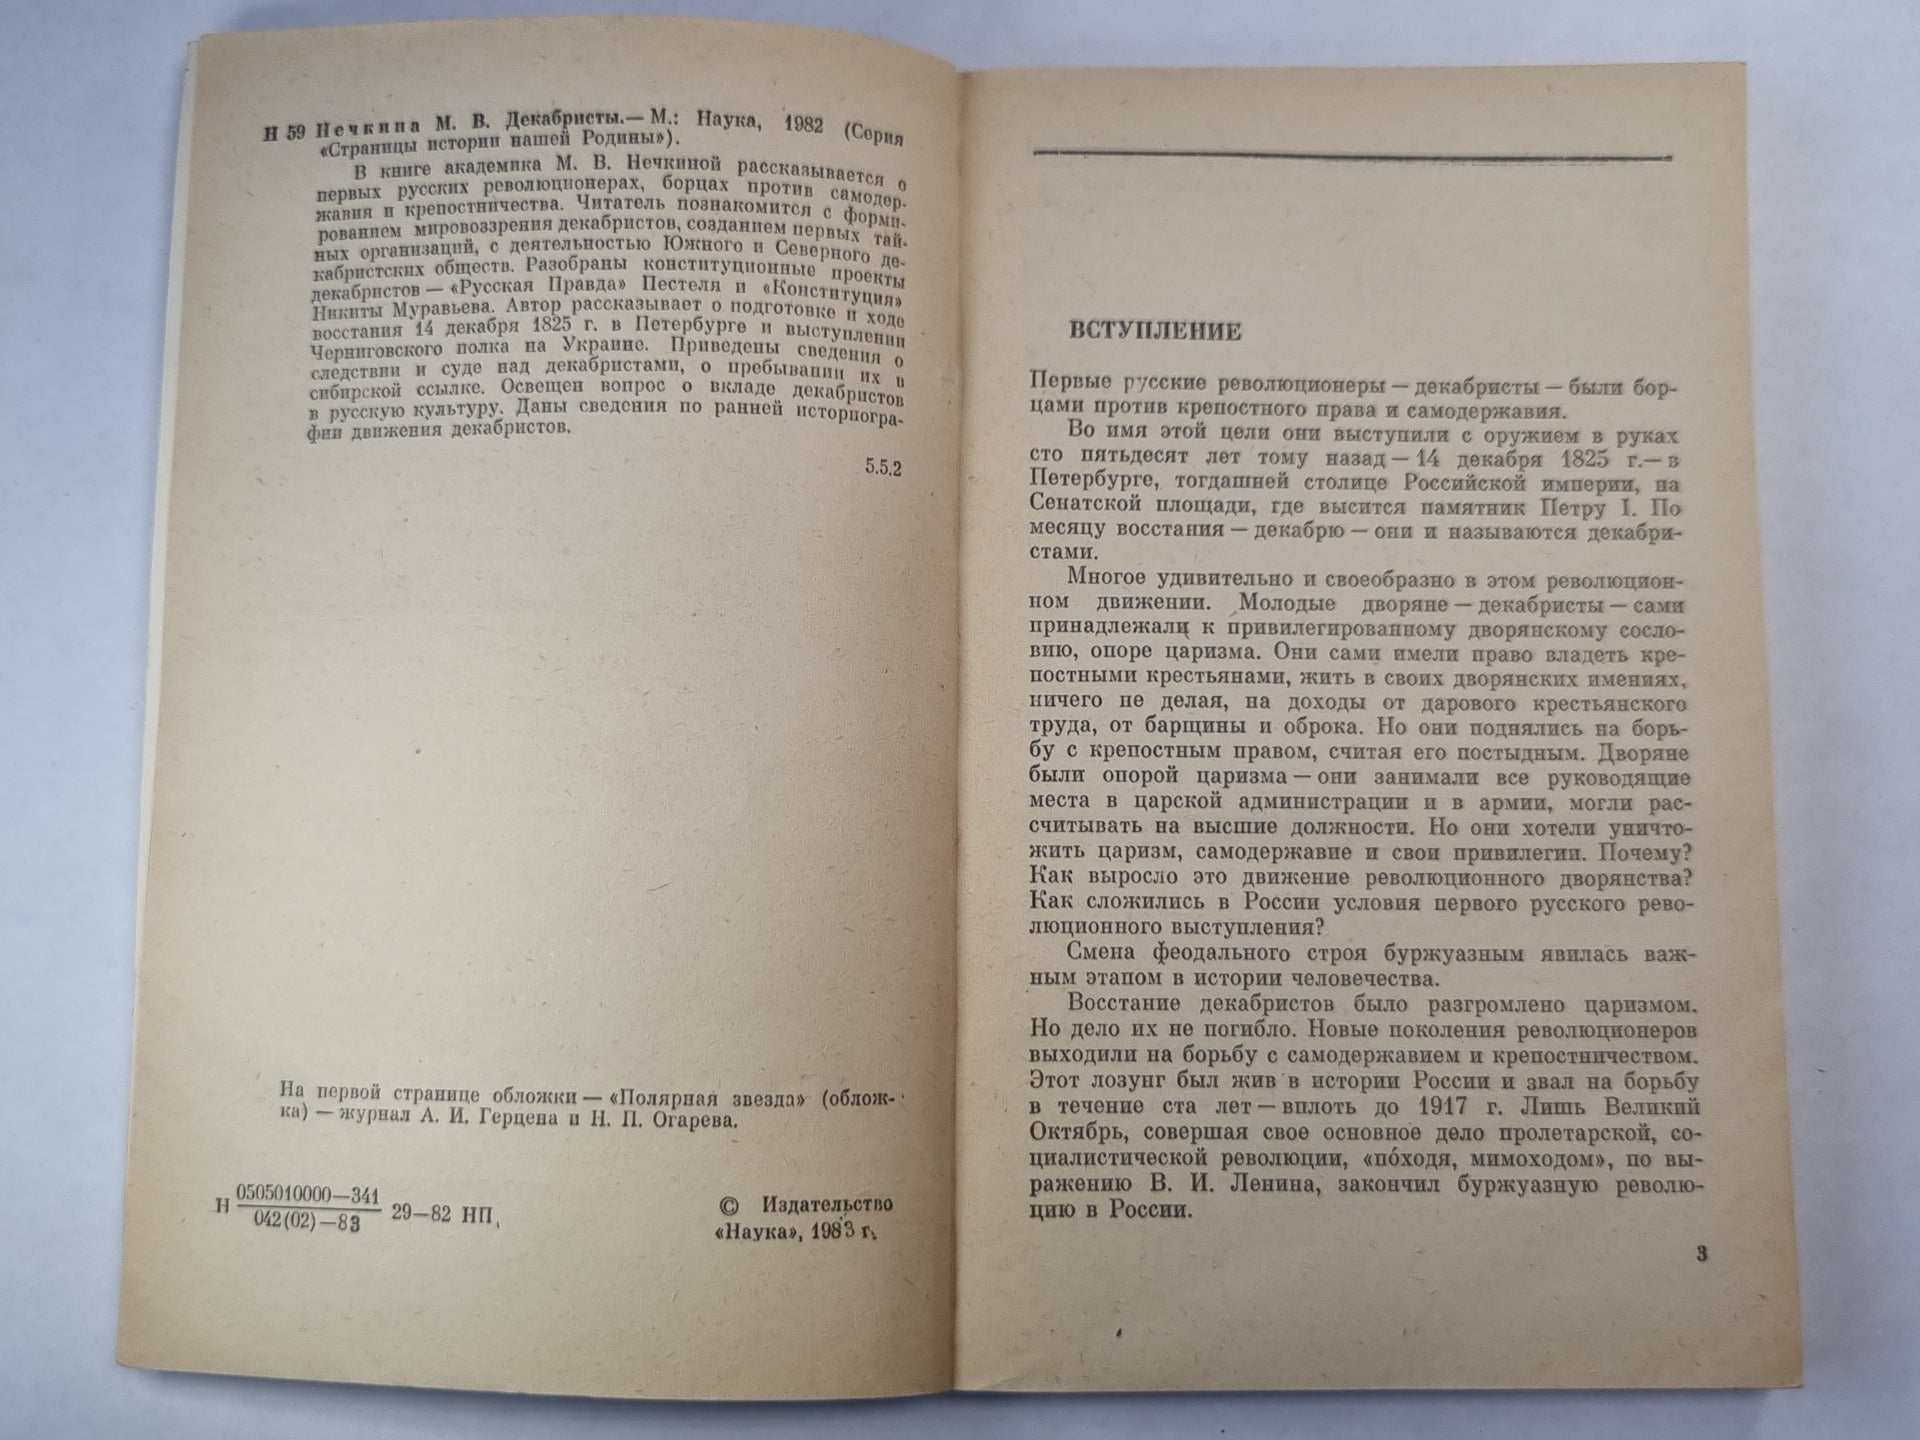 Н 59 Нечкина М. В. Декабристы.— М.: Наука, 1982 (Серия
«Страницы истории нашей Родины»).
В книге академика М. В. Нечкиной рассказывается о
первых русских революционерах, борцах против самодер-
жавия и крепостничества. Читатель познакомится с форми-
рованием мировоззрения декабристов, созданием первых тай-
ных организаций, с деятельностью Южного и Северного де-
кабристских обществ. Разобраны конституционные проекты
декабристов — «Русская Правда» Пестеля и «Конституция»
Никиты Муравьева. Автор рассказывает о подготовке и ходе
восстания 14 декабря 1825 г. в Петербурге и выступлении
Черниговского полка на Украине. Приведены сведения о
следствии и суде над декабристами, о пребывании их в
сибирской ссылке. Освещен вопрос о вкладе декабристов
в русскую культуру. Даны сведения по ранней историогра-
фии движения декабристов.
5.5.2
На первой странице обложки — «Полярная звезда» (облож-
ка) — журнал А. И. Герцена и Н. П. Огарева.
Н 0505010000—341
042(02)—83 29—82 НП.
© Издательство
«Наука», 1983 г.
ВСТУПЛЕНИЕ
Первые русские революционеры — декабристы — были бор-
цами против крепостного права и самодержавия.
Во имя этой цели они выступили с оружием в руках
сто пятьдесят лет тому назад — 14 декабря 1825 г.— в
Петербурге, тогдашней столице Российской империи, на
Сенатской площади, где высится памятник Петру I. По
месяцу восстания — декабрю — они и называются декабри-
стами.
Многое удивительно и своеобразно в этом революцион-
ном движении. Молодые дворяне — декабристы — сами
принадлежали к привилегированному дворянскому сосло-
вию, опоре царизма. Они сами имели право владеть кре-
постными крестьянами, жить в своих дворянских имениях,
ничего не делая, на доходы от дарового крестьянского
труда, от барщины и оброка. Но они поднялись на борь-
бу с крепостным правом, считая его постыдным. Дворяне
были опорой царизма — они занимали все руководящие
места в царской администрации и в армии, могли рас-
считывать на высшие должности. Но они хотели уничто-
жить царизм, самодержавие и свои привилегии. Почему?
Как выросло это движение революционного дворянства?
Как сложились в России условия первого русского рево-
люционного выступления?
Смена феодального строя буржуазным явилась важ-
ным этапом в истории человечества.
Восстание декабристов было разгромлено царизмом.
Но дело их не погибло. Новые поколения революционеров
выходили на борьбу с самодержавием и крепостничеством.
Этот лозунг был жив в истории России и звал на борьбу
в течение ста лет — вплоть до 1917 г. Лишь Великий
Октябрь, совершая свое основное дело пролетарской, со-
циалистической революции, «по́ходя, мимоходом», по вы-
ражению В. И. Ленина, закончил буржуазную револю-
цию в России.
3